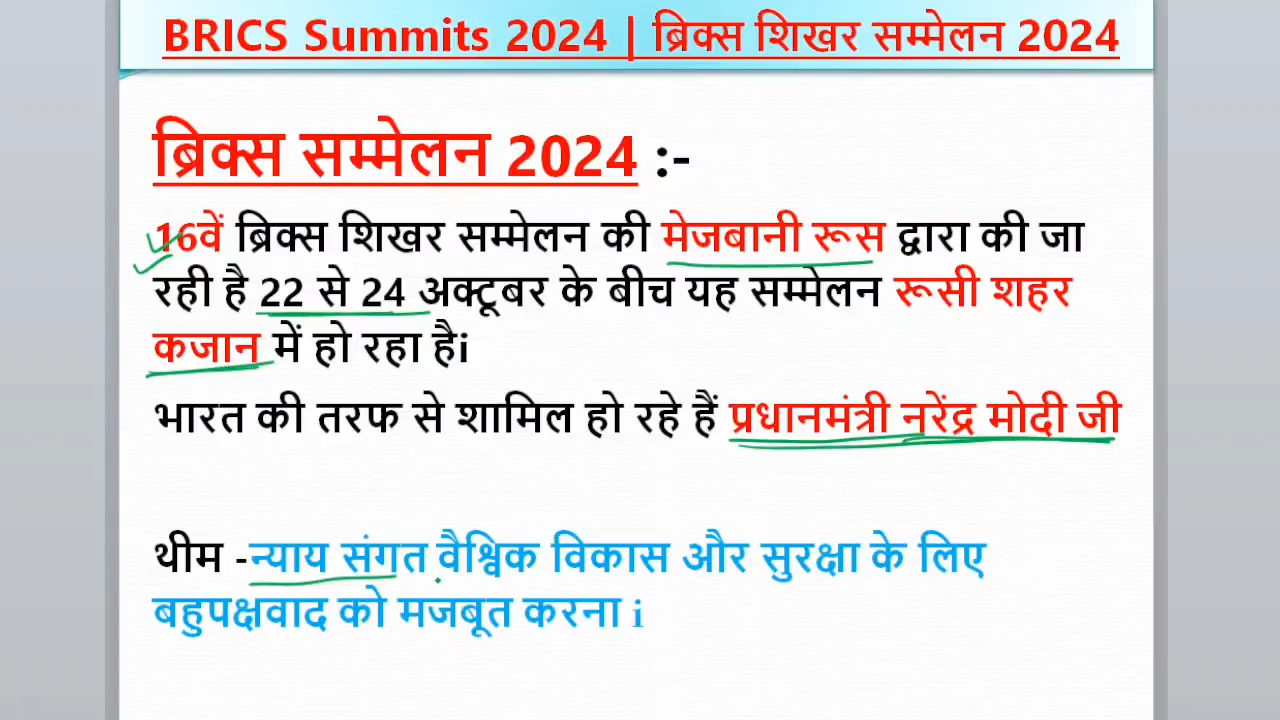 BRICS Summits 2024 | ब्रिक्स शिखर सम्मेलन 2024
ब्रिक्स सम्मेलन 2024 :-
16वें ब्रिक्स शिखर सम्मेलन की मेजबानी रूस द्वारा की जा
रही है 22 से 24 अक्टूबर के बीच यह सम्मेलन रूसी शहर
कजान में हो रहा हैi
भारत की तरफ से शामिल हो रहे हैं प्रधानमंत्री नरेंद्र मोदी जी
थीम -न्याय संगत वैश्विक विकास और सुरक्षा के लिए
बहुपक्षवाद को मजबूत करना i